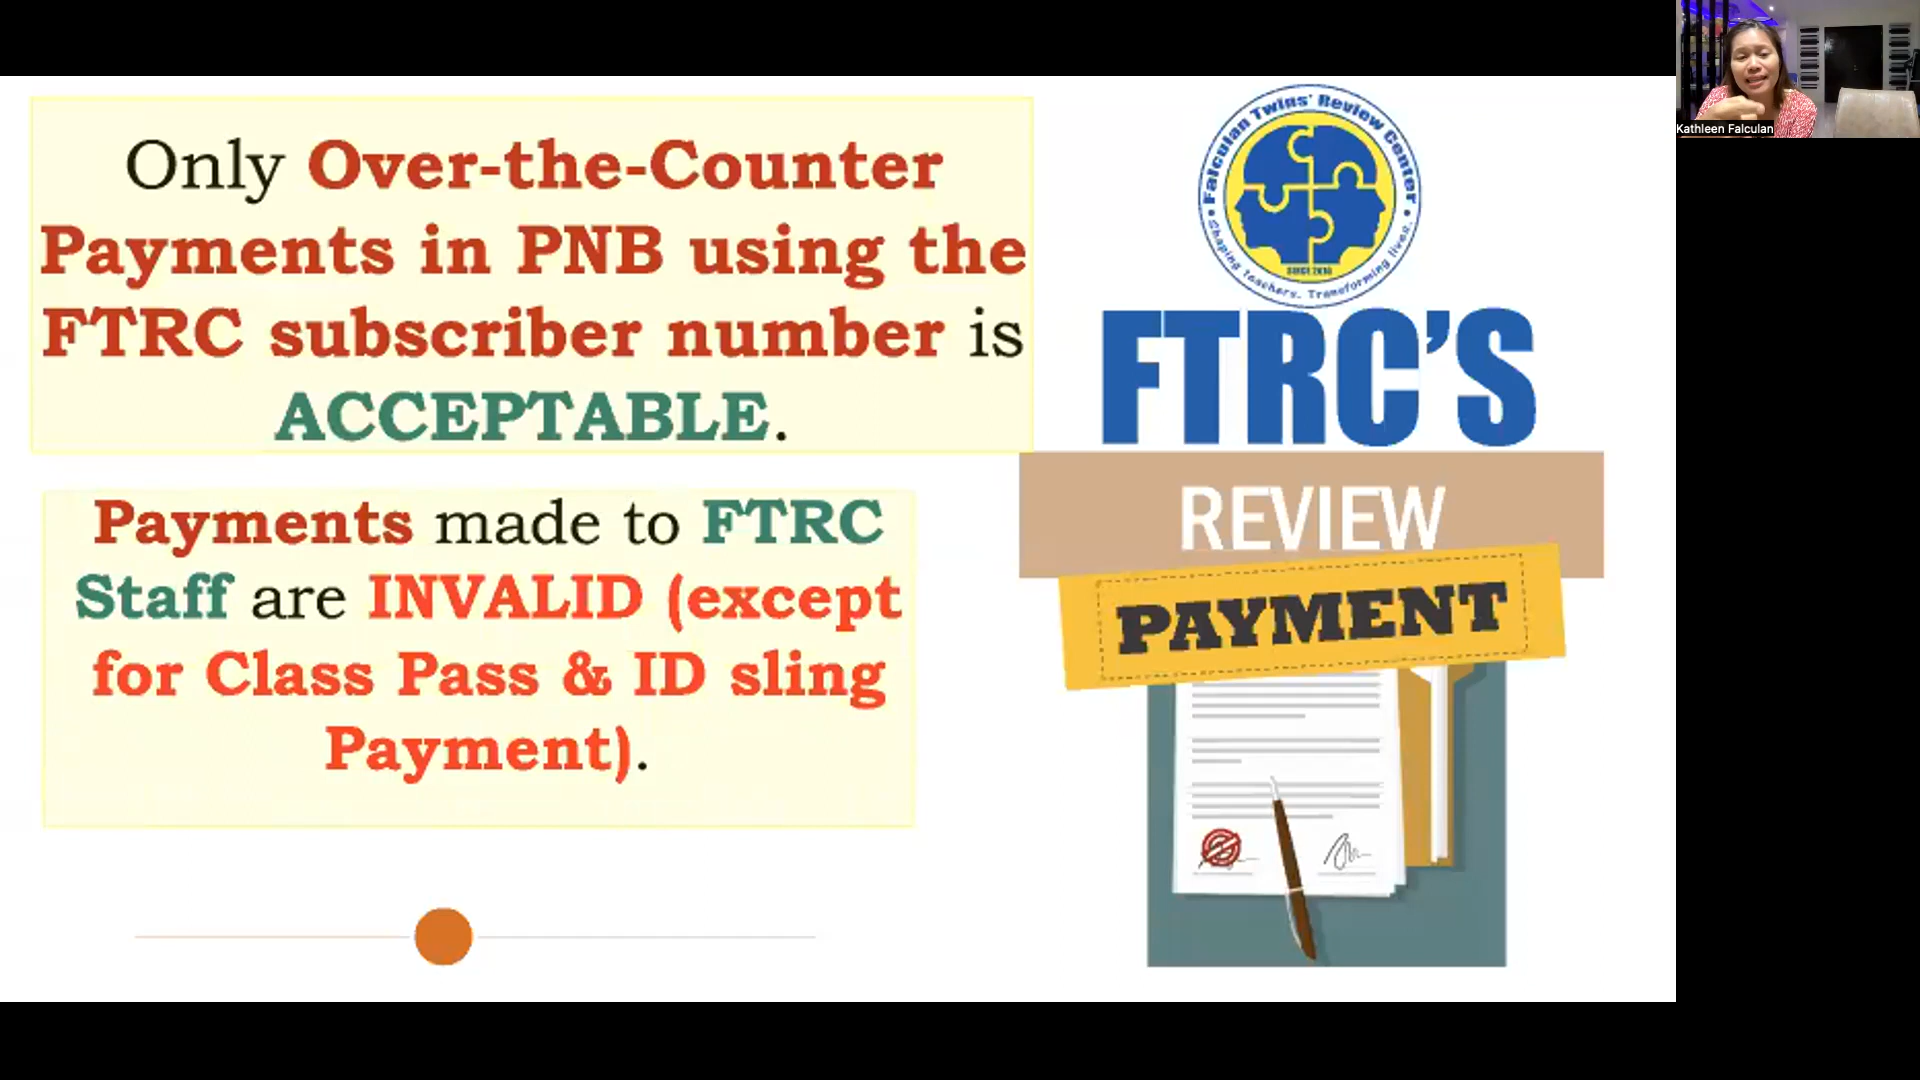 Only Over-the-Counter
Payments in PNB using the
FTRC subscriber number is
ACCEPTABLE.
Payments made to FTRC
Staff are INVALID (except
for Class Pass & ID sling
Payment).
Falculan Twins' Review Center
Shaping teachers. Transforming lives.
SINCE 2016
FTRC'S
REVIEW
PAYMENT
Kathleen Falculan